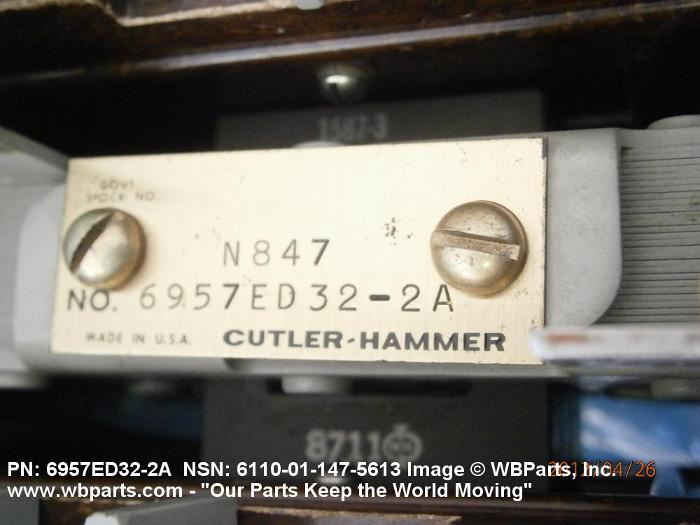 1587-3
GOVT
STOCK NO.
N847
NO. 6957ED32-2A
MADE IN U.S.A. CUTLER-HAMMER
8711
PN: 6957ED32-2A NSN: 6110-01-147-5613 Image © WBParts, Inc.
www.wbparts.com - "Our Parts Keep the World Moving"